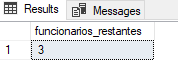 Results Messages
funcionarios_restantes
1 3